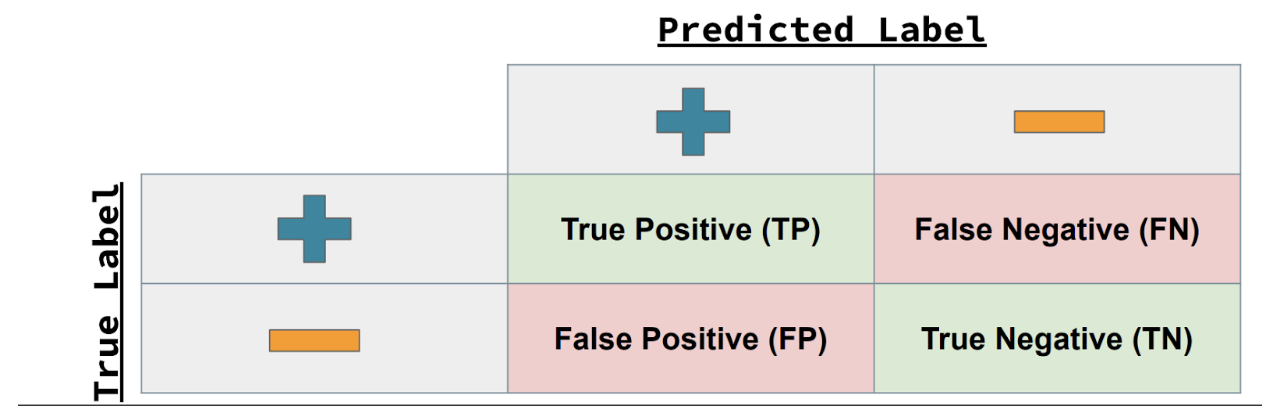 Predicted Label
True Label
True Positive (TP)
False Negative (FN)
False Positive (FP)
True Negative (TN)